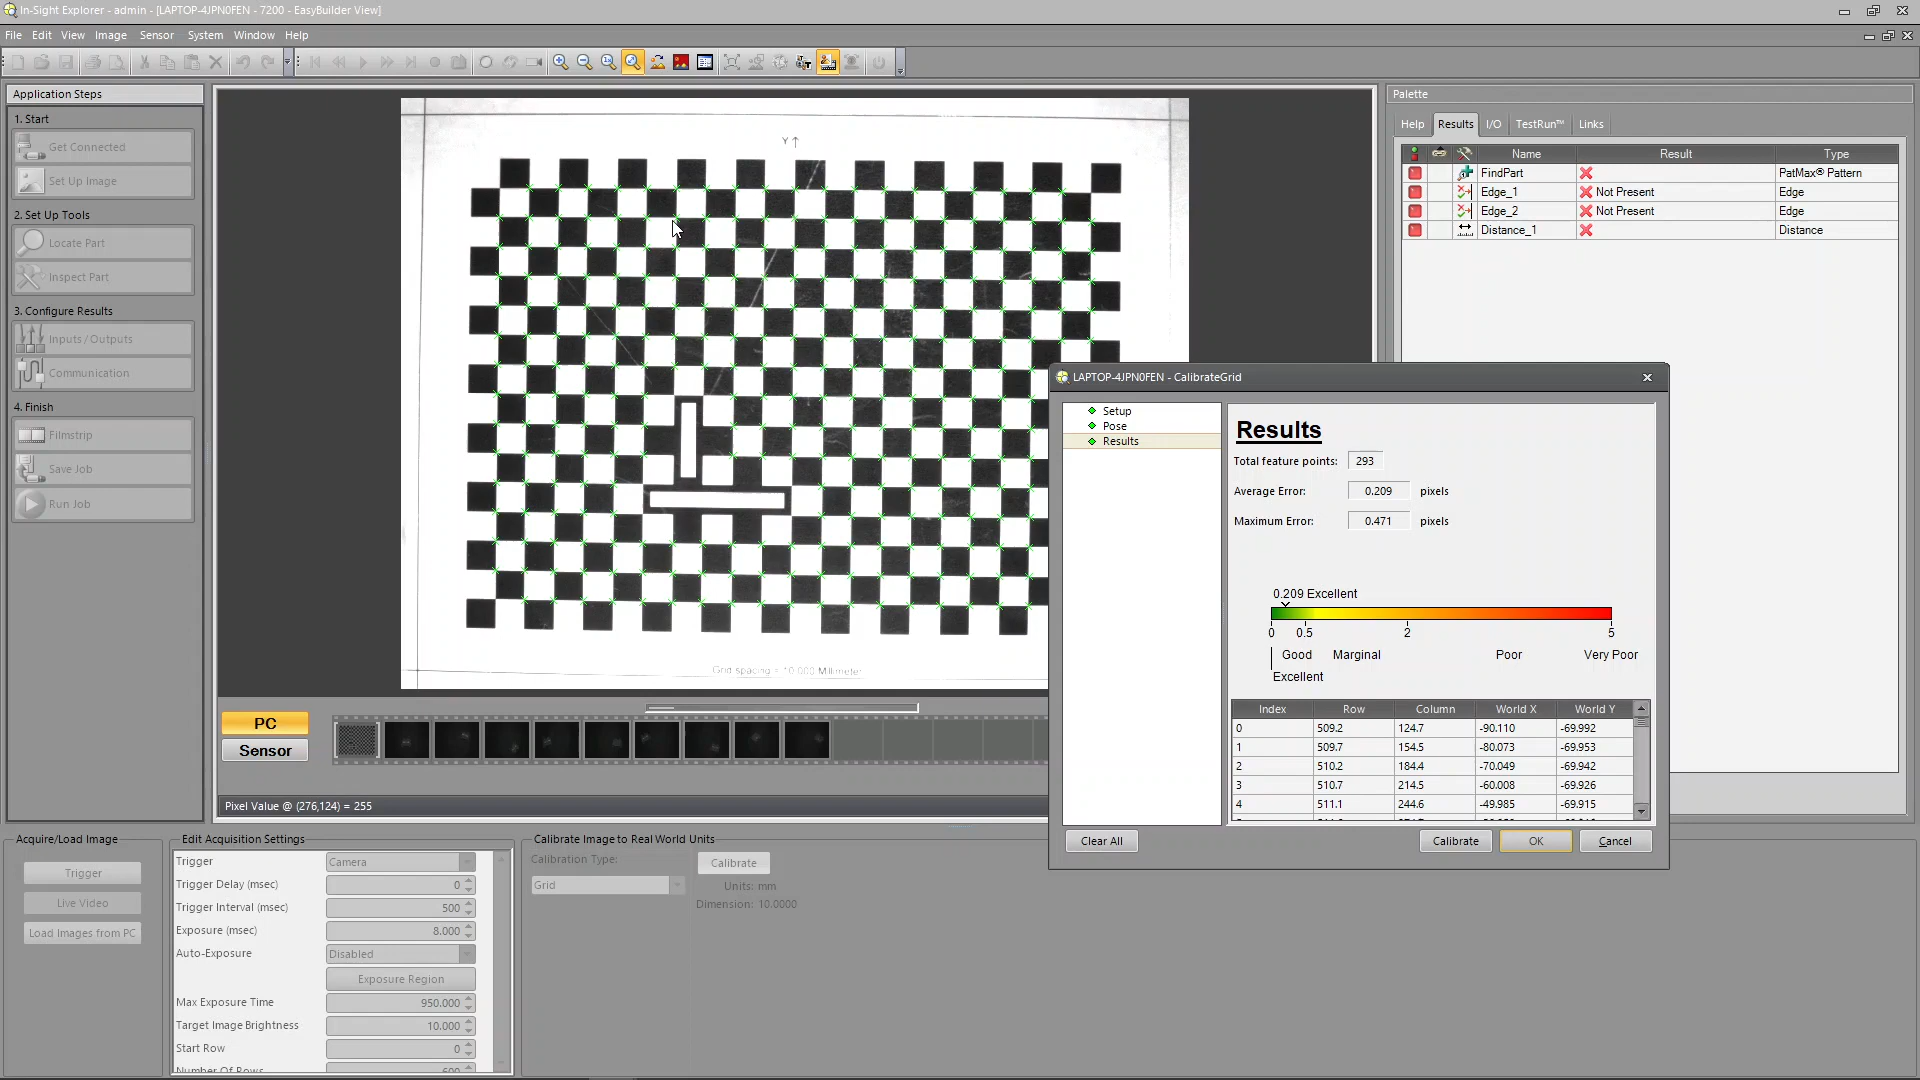 In-Sight Explorer - admin - [LAPTOP-4JPN0FEN - 7200 - EasyBuilder View]
File Edit View Image Sensor System Window Help
Application Steps
1. Start
Get Connected
Set Up Image
2. Set Up Tools
Locate Part
Inspect Part
3. Configure Results
Inputs / Outputs
Communication
4. Finish
Filmstrip
Save Job
Run Job
Y
Grid spacing = 10.000 Millimeter
PC
Sensor
Pixel Value @ (276,124) = 255
Palette
Help Results I/O TestRun™ Links
Name Result Type
FindPart PatMax® Pattern
Edge_1 Not Present Edge
Edge_2 Not Present Edge
Distance_1 Distance
LAPTOP-4JPN0FEN - CalibrateGrid
Setup
Pose
Results
Results
Total feature points: 293
Average Error: 0.209 pixels
Maximum Error: 0.471 pixels
0.209 Excellent
0 0.5 2 5
Good Marginal Poor Very Poor
Excellent
Index Row Column World X World Y
0 509.2 124.7 -90.110 -69.992
1 509.7 154.5 -80.073 -69.953
2 510.2 184.4 -70.049 -69.942
3 510.7 214.5 -60.008 -69.926
4 511.1 244.6 -49.985 -69.915
Clear All Calibrate OK Cancel
Acquire/Load Image
Trigger
Live Video
Load Images from PC
Edit Acquisition Settings
Trigger Camera
Trigger Delay (msec) 0
Trigger Interval (msec) 500
Exposure (msec) 8.000
Auto-Exposure Disabled
Exposure Region
Max Exposure Time 950.000
Target Image Brightness 10.000
Start Row 0
Number Of Rows 600
Calibrate Image to Real World Units
Calibration Type: Calibrate
Grid
Units: mm
Dimension: 10.0000